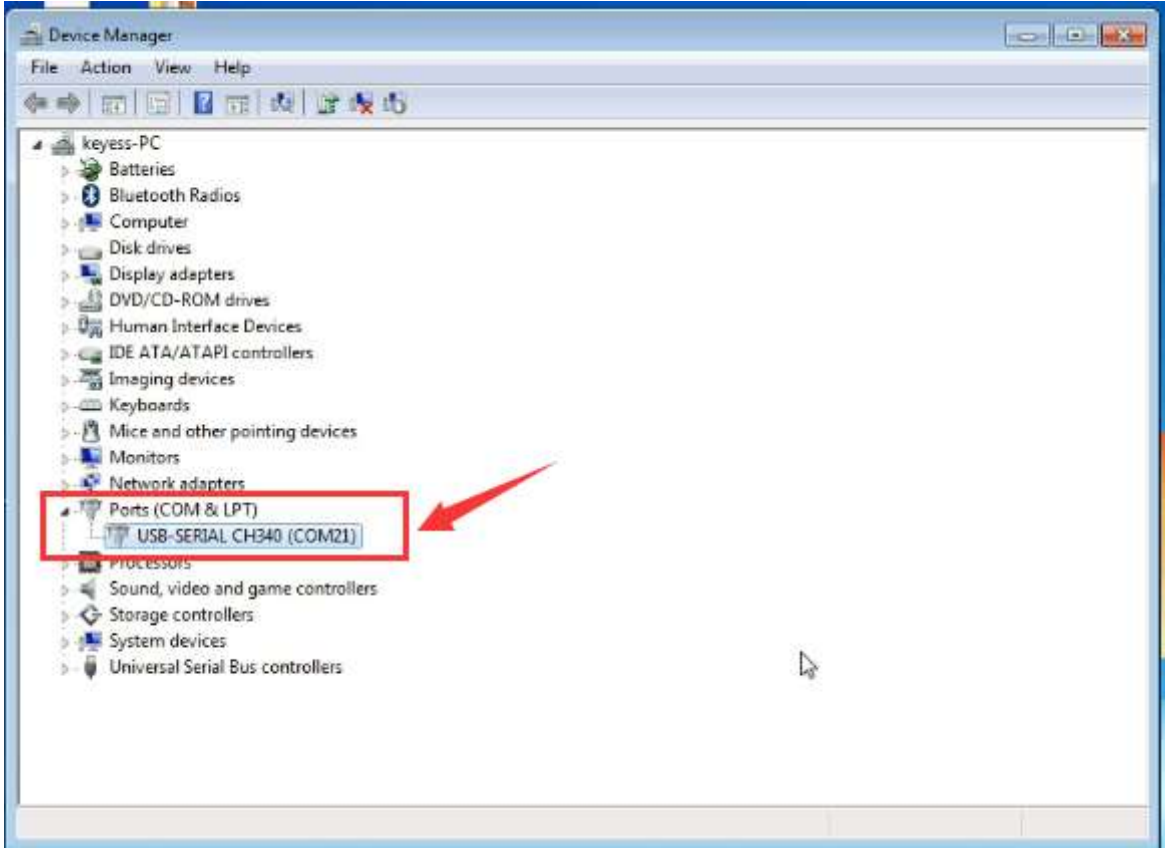 Device Manager
File Action View Help
keyess-PC
Batteries
Bluetooth Radios
Computer
Disk drives
Display adapters
DVD/CD-ROM drives
Human Interface Devices
IDE ATA/ATAPI controllers
Imaging devices
Keyboards
Mice and other pointing devices
Monitors
Network adapters
Ports (COM & LPT)
USB-SERIAL CH340 (COM21)
Processors
Sound, video and game controllers
Storage controllers
System devices
Universal Serial Bus controllers